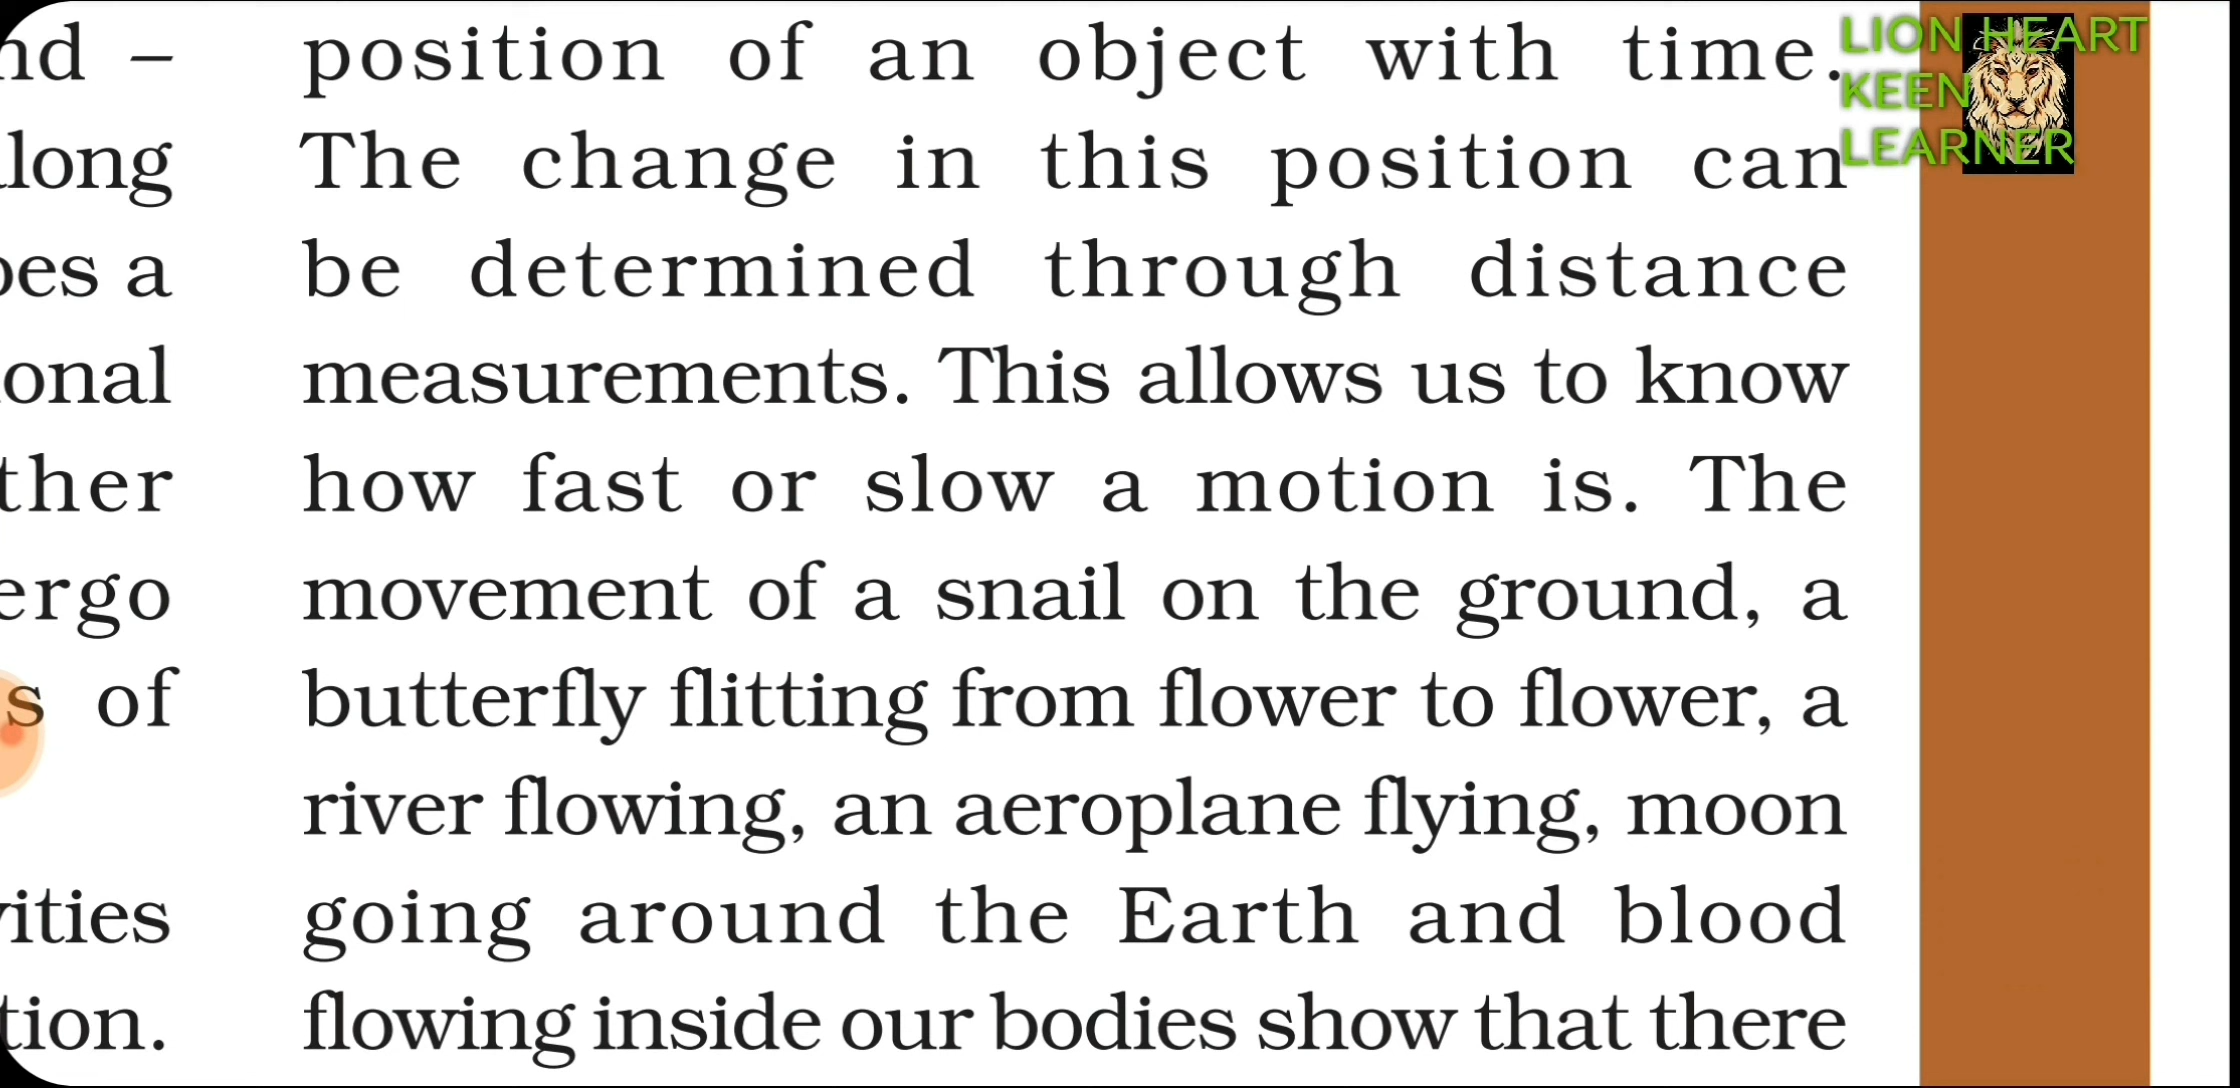 nd –
long
oes a
onal
ther
ergo
s of
vities
tion.
position of an object with time.
The change in this position can
be determined through distance
measurements. This allows us to know
how fast or slow a motion is. The
movement of a snail on the ground, a
butterfly flitting from flower to flower, a
river flowing, an aeroplane flying, moon
going around the Earth and blood
flowing inside our bodies show that there
LION HEART
KEEN
LEARNER